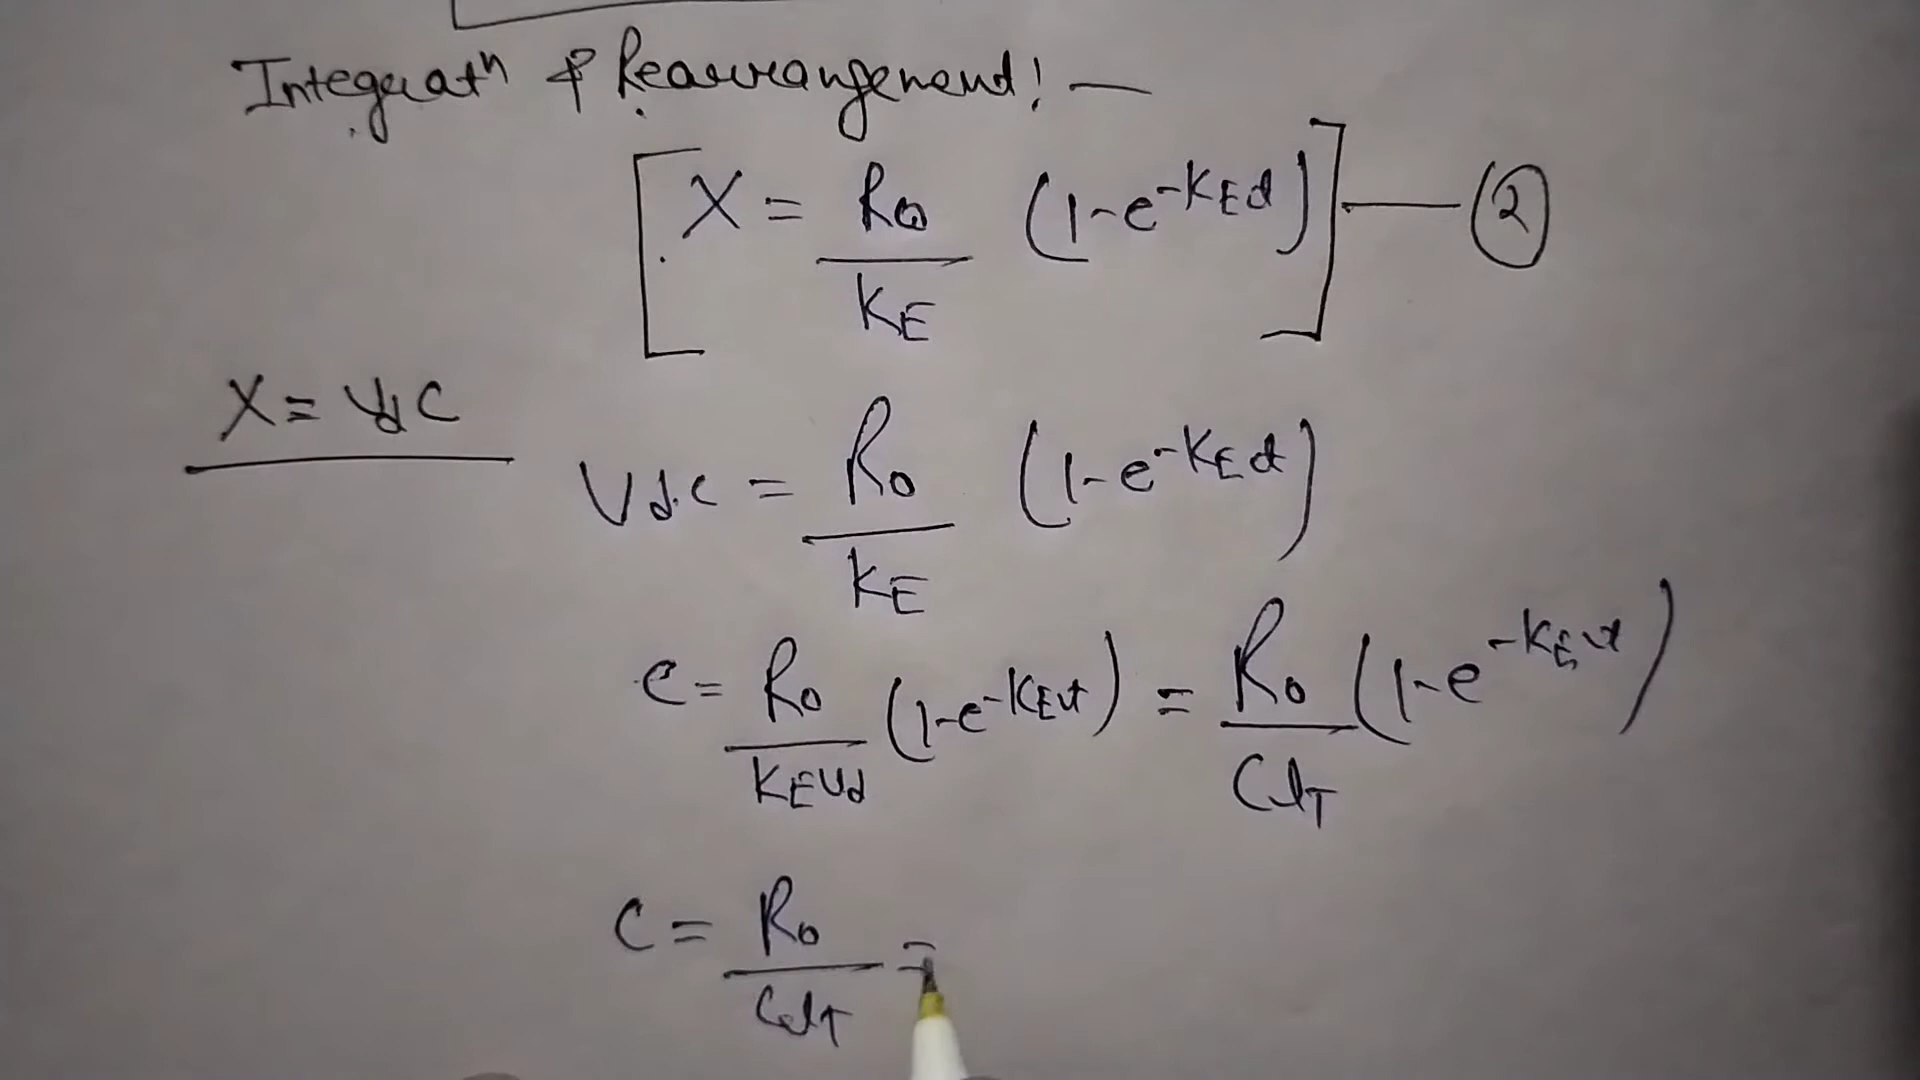 Integratn & Rearrangement! —
[X = R0/KE (1-e^-KEt)] — (2)
X = Vd C
Vd.c = R0/KE (1-e^-KEt)
c = R0/KEVd (1-e^-KEt) = R0/ClT (1-e^-KEt)
C = R0/ClT =